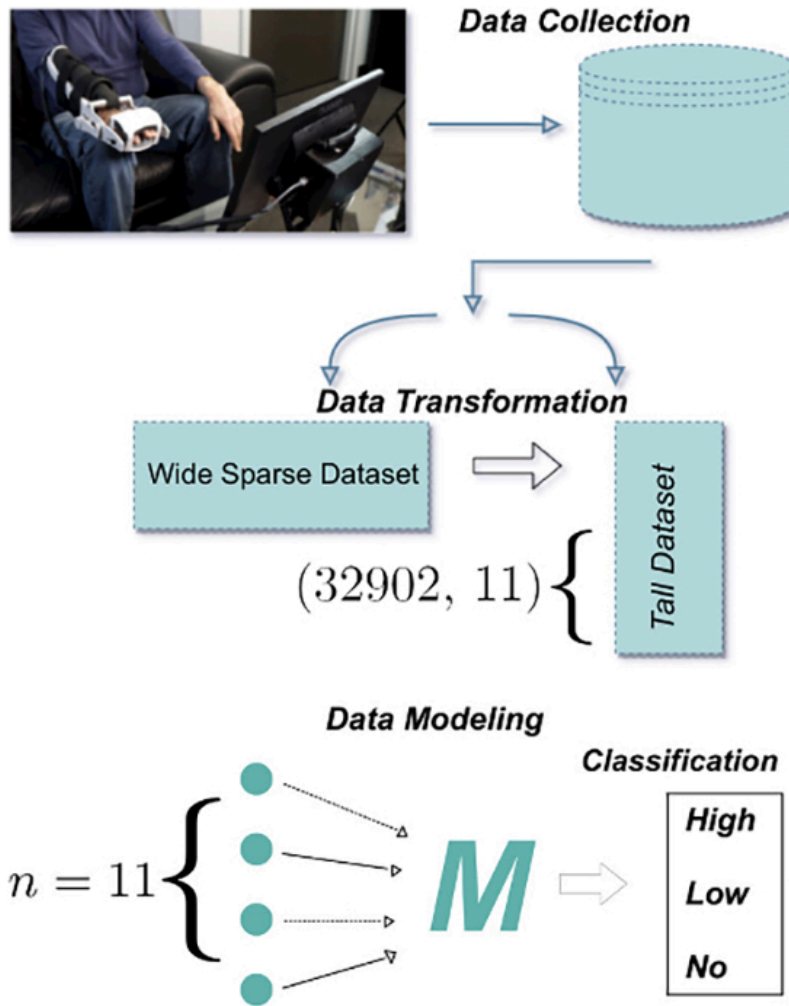 Data Collection
Data Transformation
Wide Sparse Dataset
Tall Dataset
(32902, 11){
Data Modeling
Classification
n = 11{
M
High
Low
No